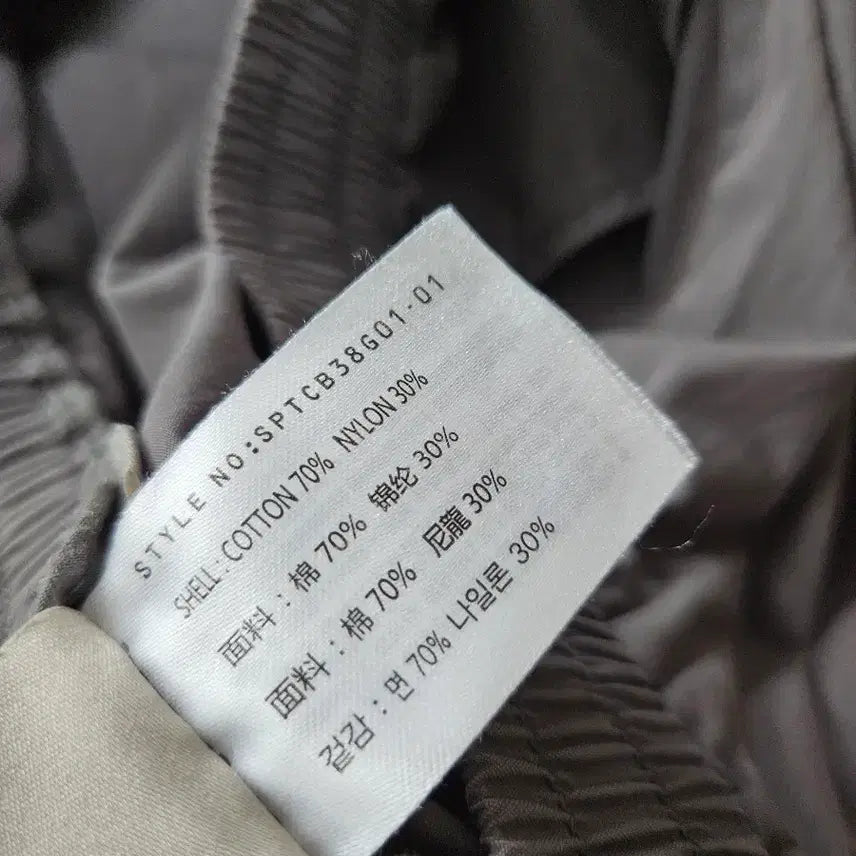 STYLE NO:SPTCB38G01-01
SHELL: COTTON 70% NYLON 30%
面料：棉 70% 锦纶 30%
面料：棉 70% 尼龍 30%
겉감 : 면 70% 나일론 30%